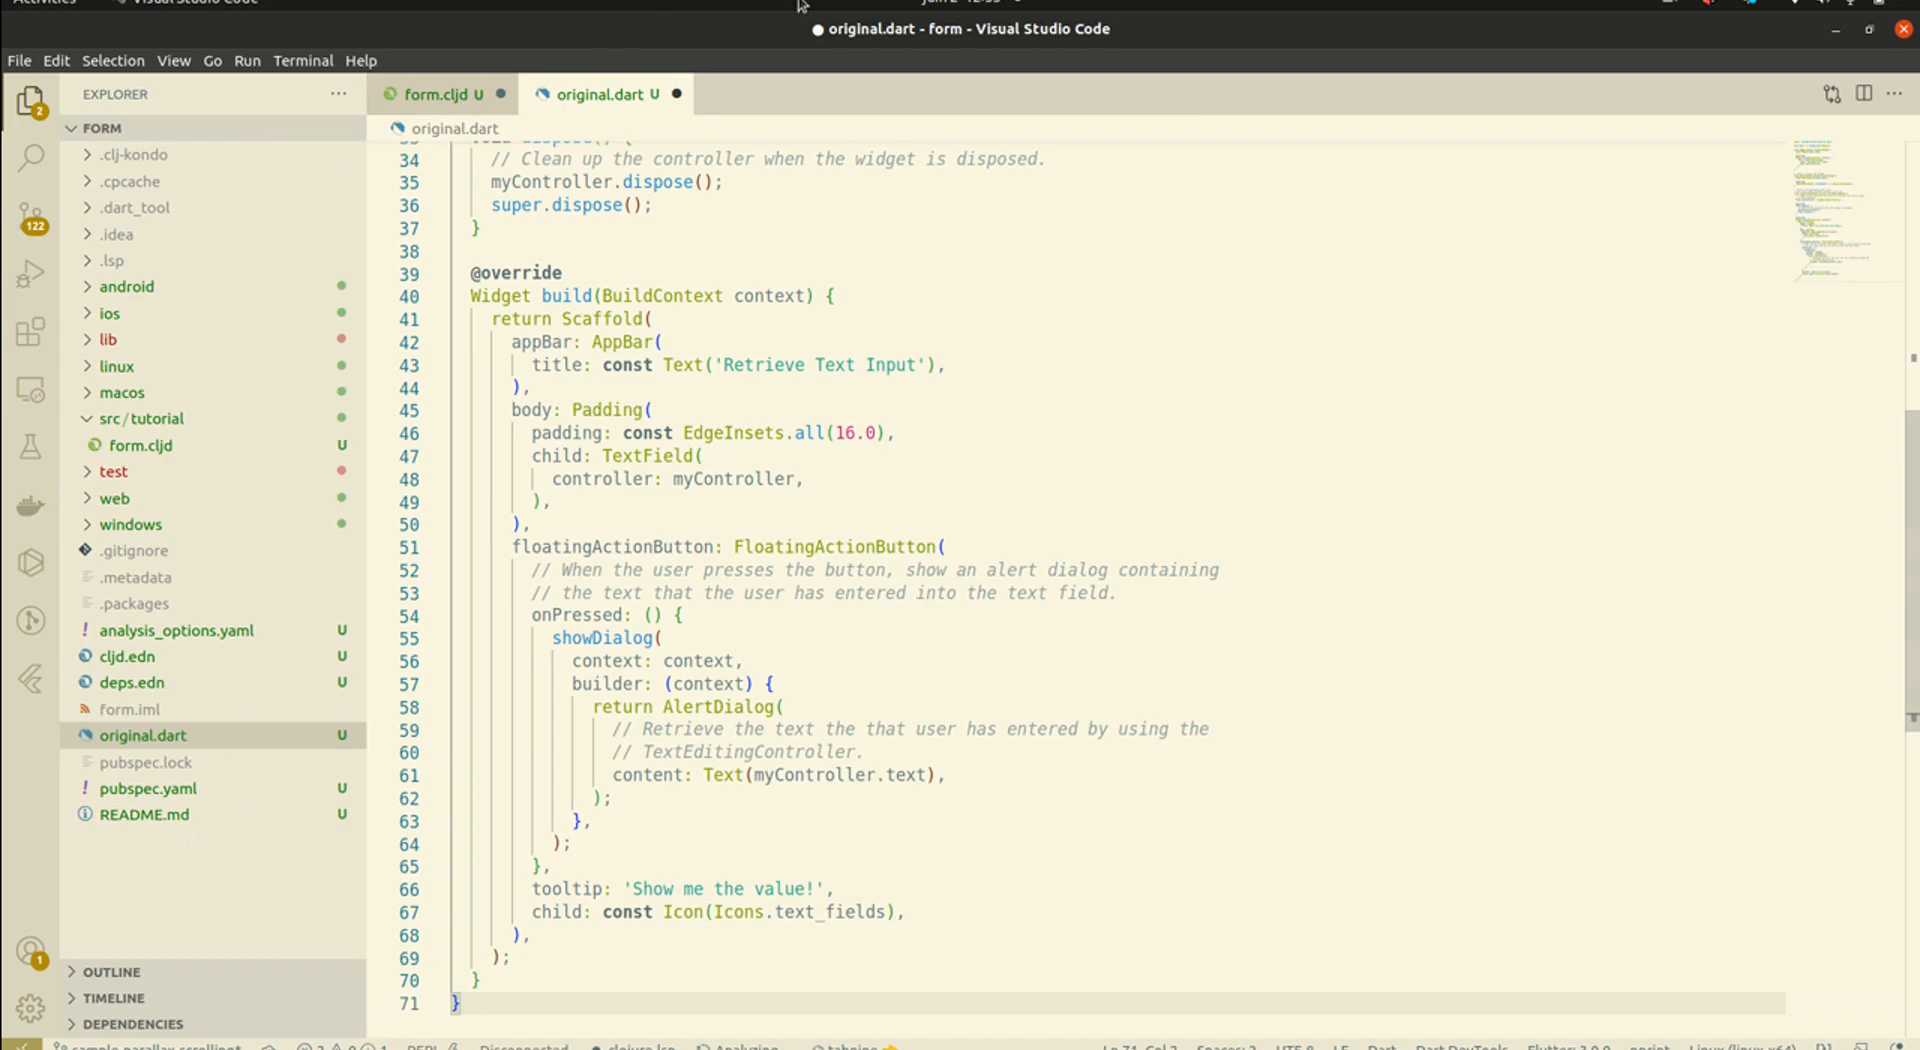 Activities
Visual Studio Code
original.dart - form - Visual Studio Code
File Edit Selection View Go Run Terminal Help
EXPLORER
form.cljd U
original.dart U
FORM
original.dart
.clj-kondo
.cpcache
.dart_tool
.idea
.lsp
android
ios
lib
linux
macos
src/tutorial
form.cljd U
test
web
windows
.gitignore
.metadata
.packages
! analysis_options.yaml U
cljd.edn U
deps.edn U
form.iml
original.dart U
pubspec.lock
! pubspec.yaml U
README.md U
OUTLINE
TIMELINE
DEPENDENCIES
2
122
1
34 // Clean up the controller when the widget is disposed.
35 myController.dispose();
36 super.dispose();
37 }
38
39 @override
40 Widget build(BuildContext context) {
41 return Scaffold(
42 appBar: AppBar(
43 title: const Text('Retrieve Text Input'),
44 ),
45 body: Padding(
46 padding: const EdgeInsets.all(16.0),
47 child: TextField(
48 controller: myController,
49 ),
50 ),
51 floatingActionButton: FloatingActionButton(
52 // When the user presses the button, show an alert dialog containing
53 // the text that the user has entered into the text field.
54 onPressed: () {
55 showDialog(
56 context: context,
57 builder: (context) {
58 return AlertDialog(
59 // Retrieve the text the that user has entered by using the
60 // TextEditingController.
61 content: Text(myController.text),
62 );
63 },
64 );
65 },
66 tooltip: 'Show me the value!',
67 child: const Icon(Icons.text_fields),
68 ),
69 );
70 }
71 }